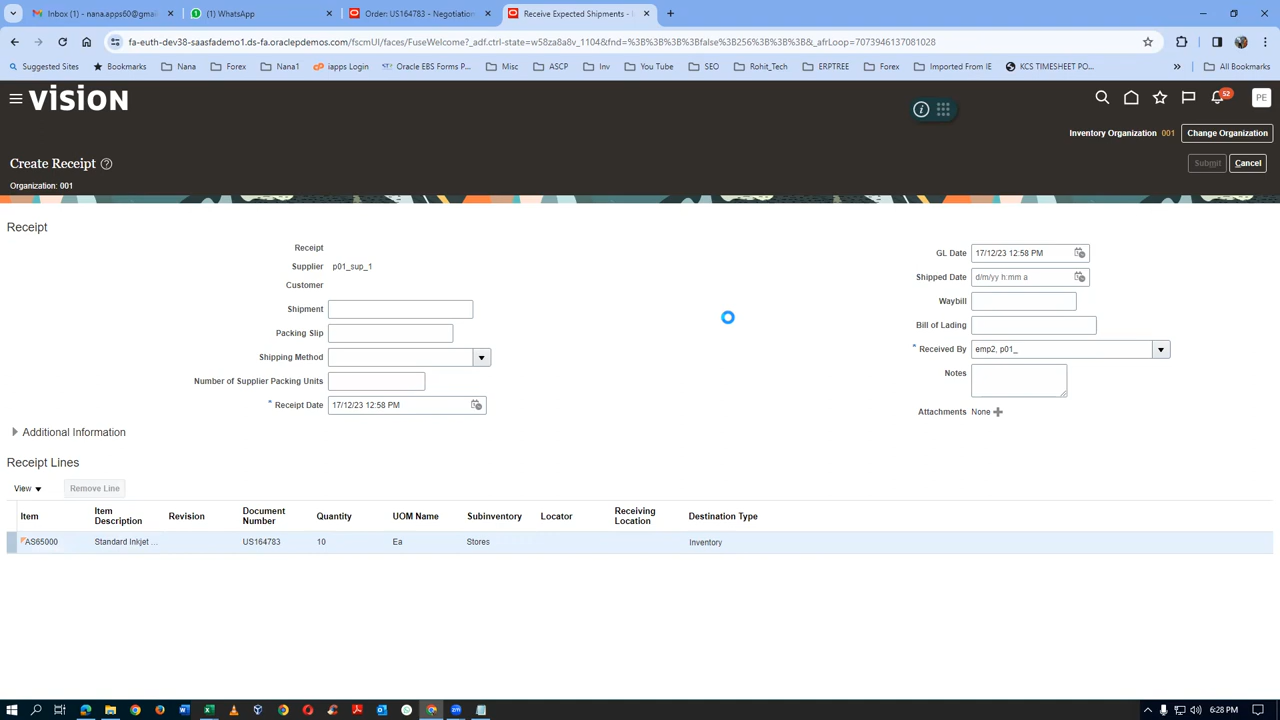 Inbox (1) - nana.apps60@gmail
(1) WhatsApp
Order: US164783 - Negotiation
Receive Expected Shipments -
fa-euth-dev38-saasfademo1.ds-fa.oraclepdemos.com/fscmUI/faces/FuseWelcome?_adf.ctrl-state=w58za8a8v_1104&fnd=%3B%3B%3B%3Bfalse%3B256%3B%3B%3B&_afrLoop=7073946137081028
Suggested Sites
Bookmarks
Nana
Forex
Nana1
iapps Login
Oracle EBS Forms P...
Misc
ASCP
Inv
You Tube
SEO
Rohit_Tech
ERPTREE
Forex
Imported From IE
KCS TIMESHEET PO...
All Bookmarks
VISION
52
PE
Inventory Organization 001
Change Organization
Create Receipt
Submit
Cancel
Organization: 001
Receipt
Receipt
Supplier p01_sup_1
Customer
Shipment
Packing Slip
Shipping Method
Number of Supplier Packing Units
* Receipt Date 17/12/23 12:58 PM
GL Date 17/12/23 12:58 PM
Shipped Date d/m/yy h:mm a
Waybill
Bill of Lading
* Received By emp2, p01_
Notes
Attachments None
Additional Information
Receipt Lines
View
Remove Line
Item
Item Description
Revision
Document Number
Quantity
UOM Name
Subinventory
Locator
Receiving Location
Destination Type
AS65000
Standard Inkjet ...
US164783
10
Ea
Stores
Inventory
6:28 PM